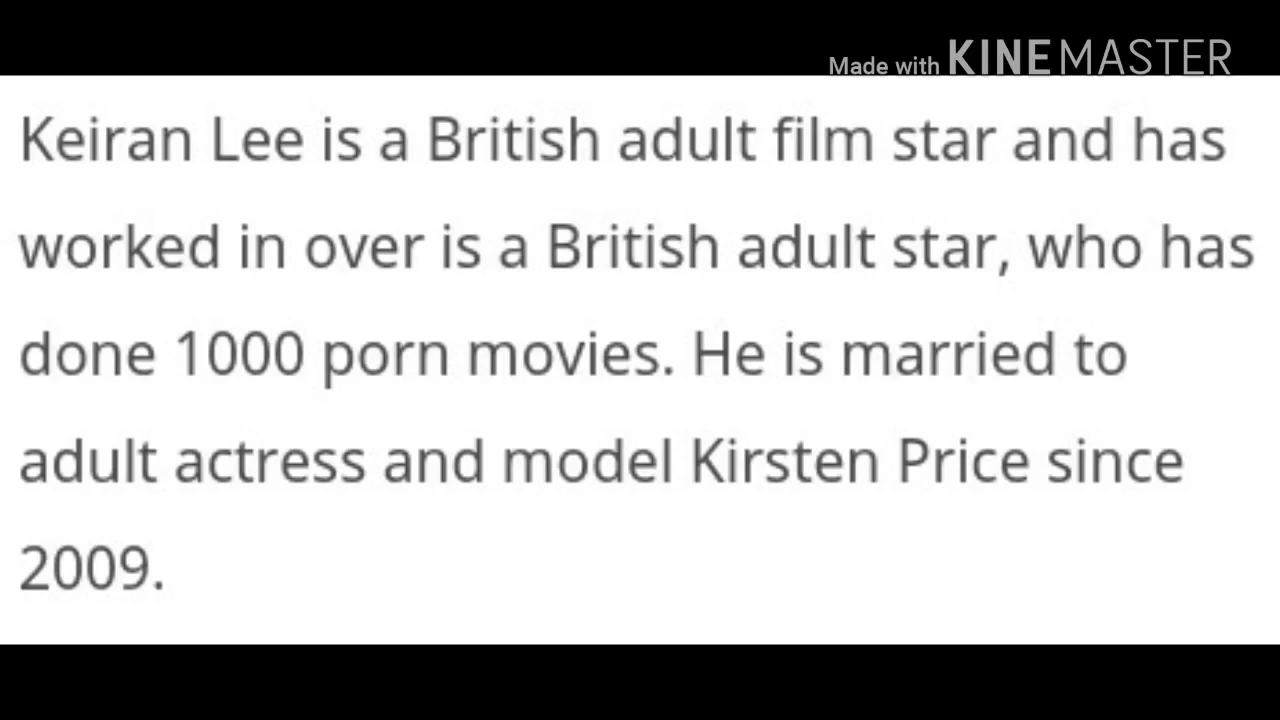 Made with KINEMASTER
Keiran Lee is a British adult film star and has
worked in over is a British adult star, who has
done 1000 porn movies. He is married to
adult actress and model Kirsten Price since
2009.